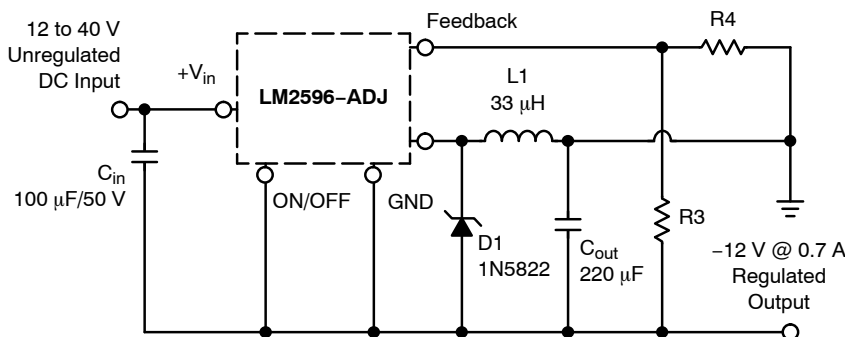 12 to 40 V
Unregulated
DC Input
+Vin
LM2596–ADJ
Feedback
R4
L1
33 μH
Cin
100 μF/50 V
ON/OFF
GND
D1
1N5822
Cout
220 μF
R3
–12 V @ 0.7 A
Regulated
Output